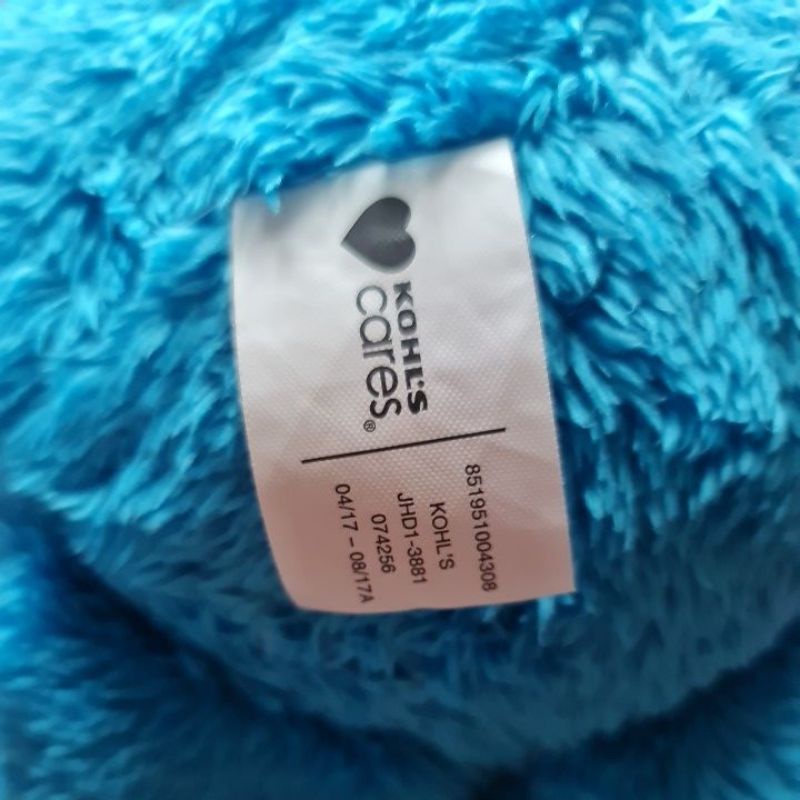 KOHL'S
cares®
851951004308
KOHL'S
JHD1-3881
074256
04/17 – 08/17A